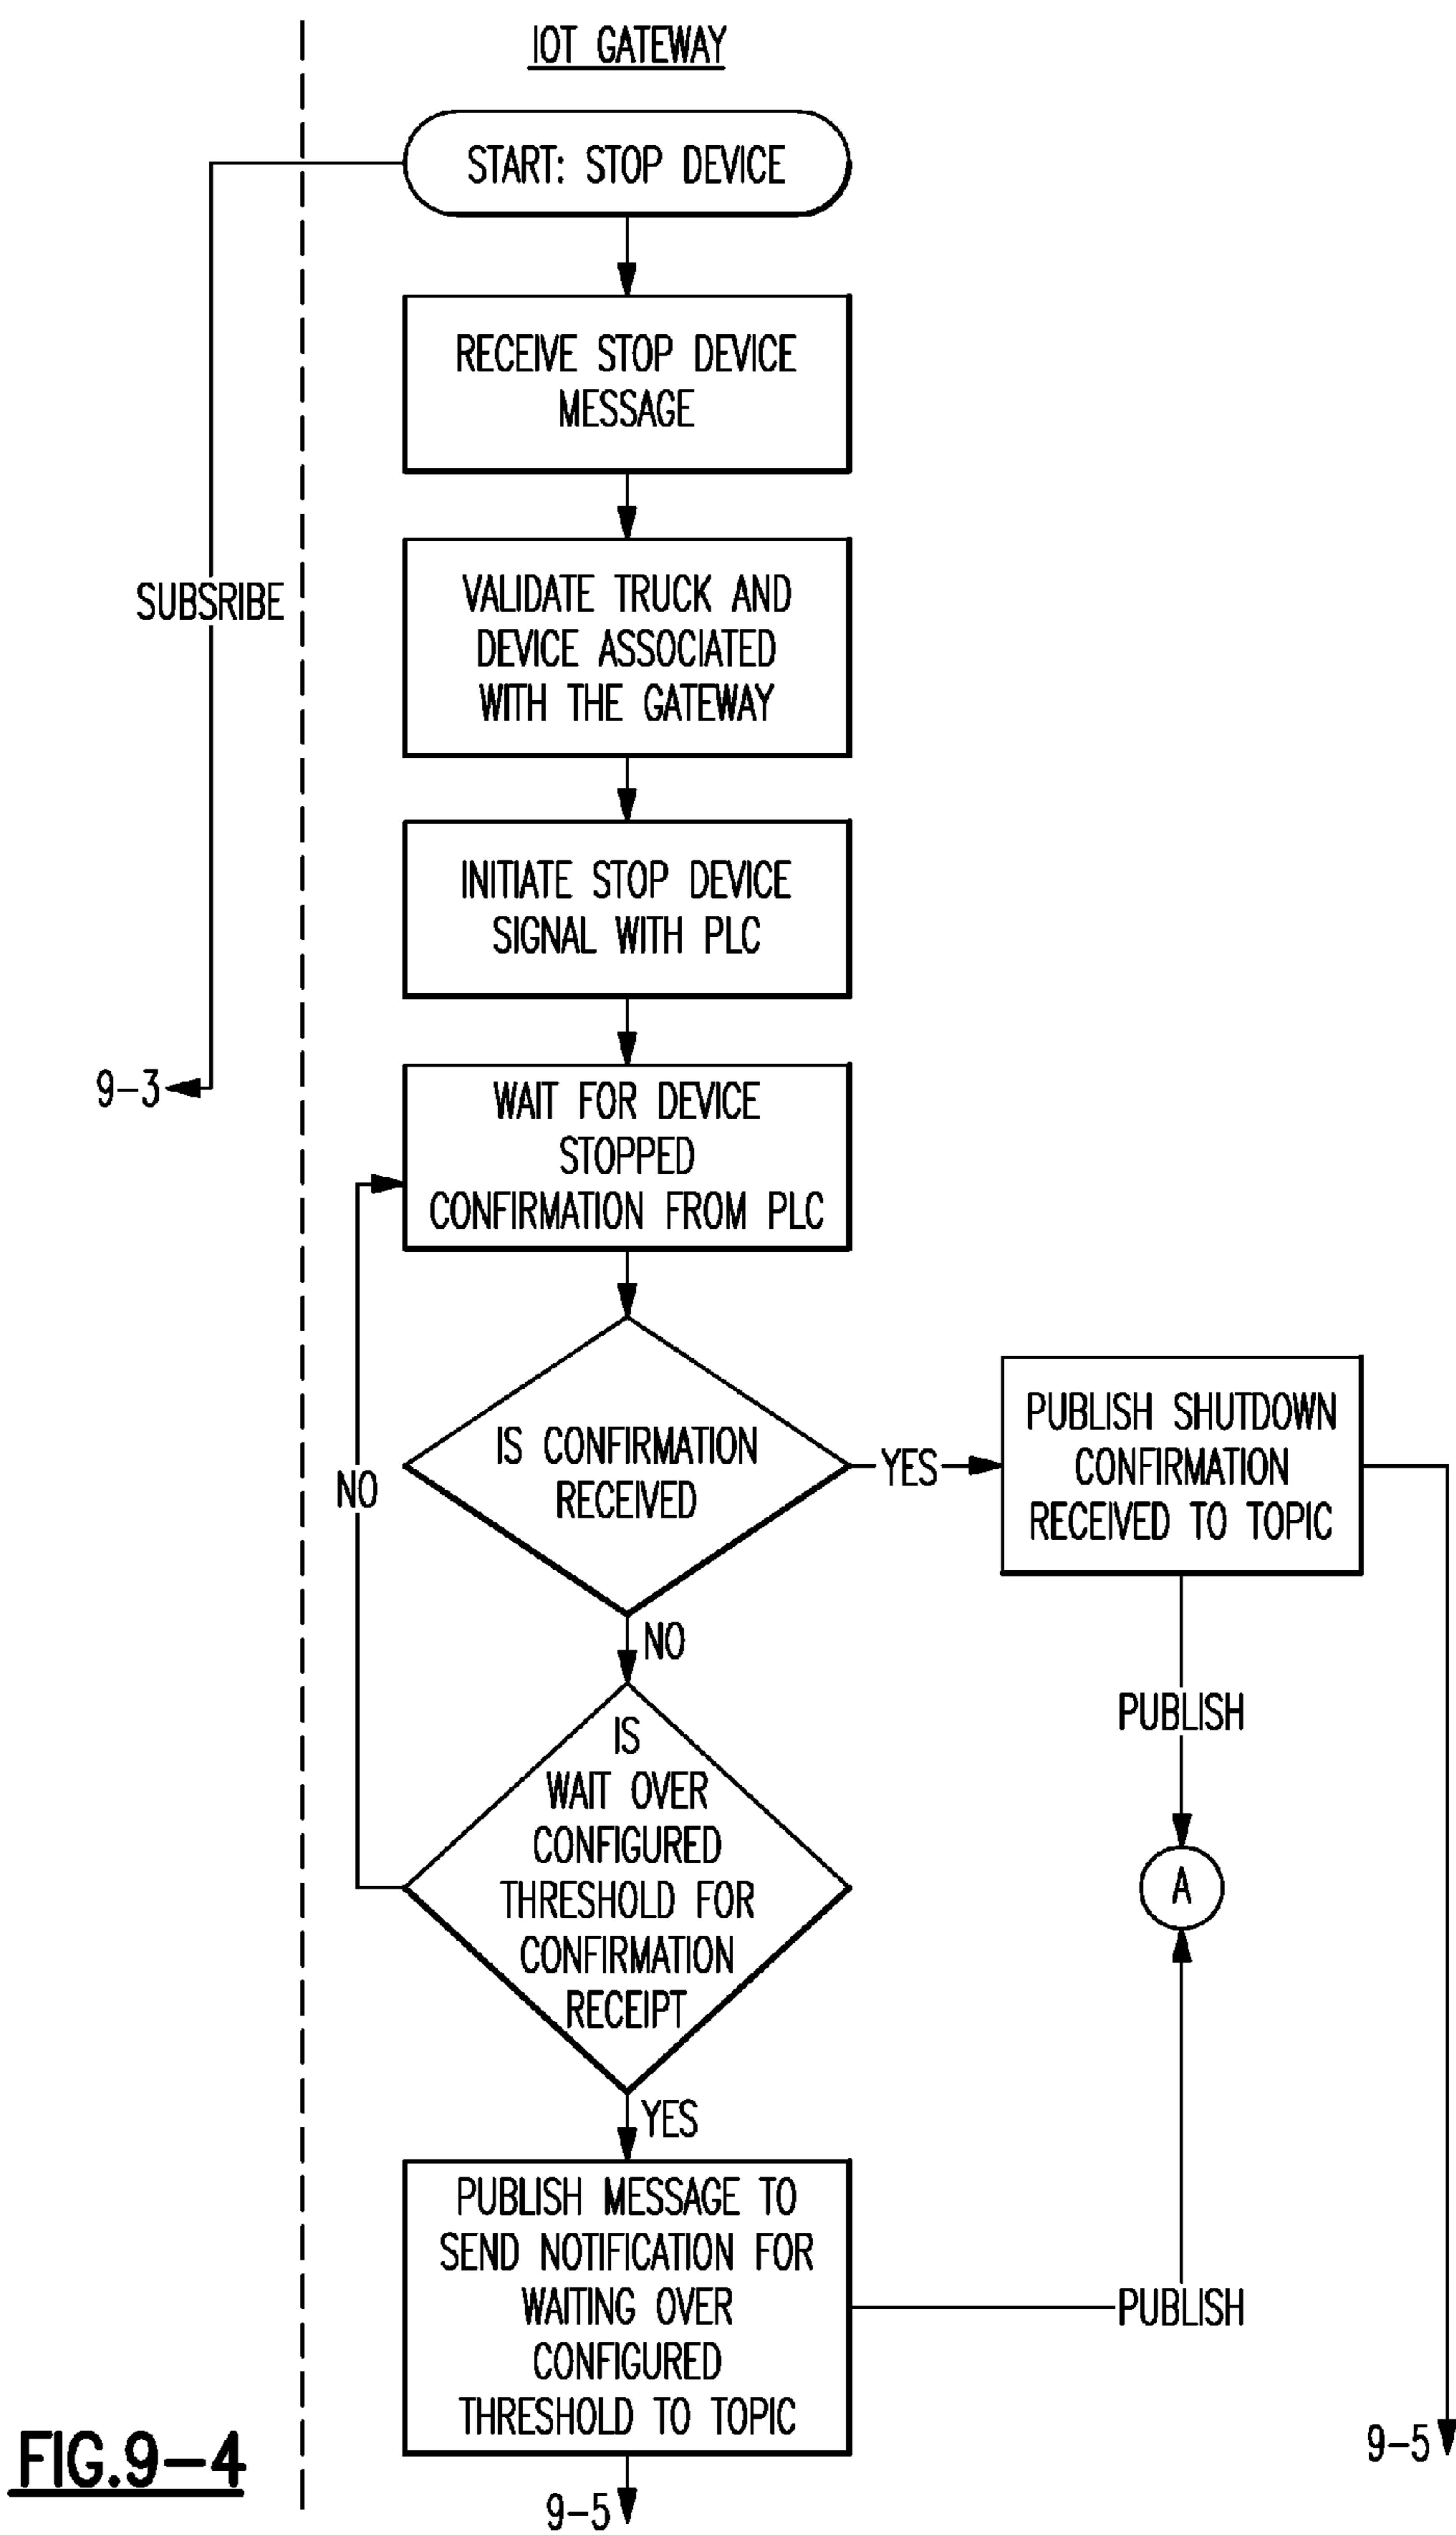 IOT GATEWAY
START: STOP DEVICE
RECEIVE STOP DEVICE
MESSAGE
VALIDATE TRUCK AND
DEVICE ASSOCIATED
WITH THE GATEWAY
SUBSRIBE
INITIATE STOP DEVICE
SIGNAL WITH PLC
9-3
WAIT FOR DEVICE
STOPPED
CONFIRMATION FROM PLC
IS CONFIRMATION
RECEIVED
YES
PUBLISH SHUTDOWN
CONFIRMATION
RECEIVED TO TOPIC
NO
NO
PUBLISH
IS
WAIT OVER
CONFIGURED
THRESHOLD FOR
CONFIRMATION
RECEIPT
A
YES
PUBLISH MESSAGE TO
SEND NOTIFICATION FOR
WAITING OVER
CONFIGURED
THRESHOLD TO TOPIC
PUBLISH
9-5
9-5
FIG.9-4